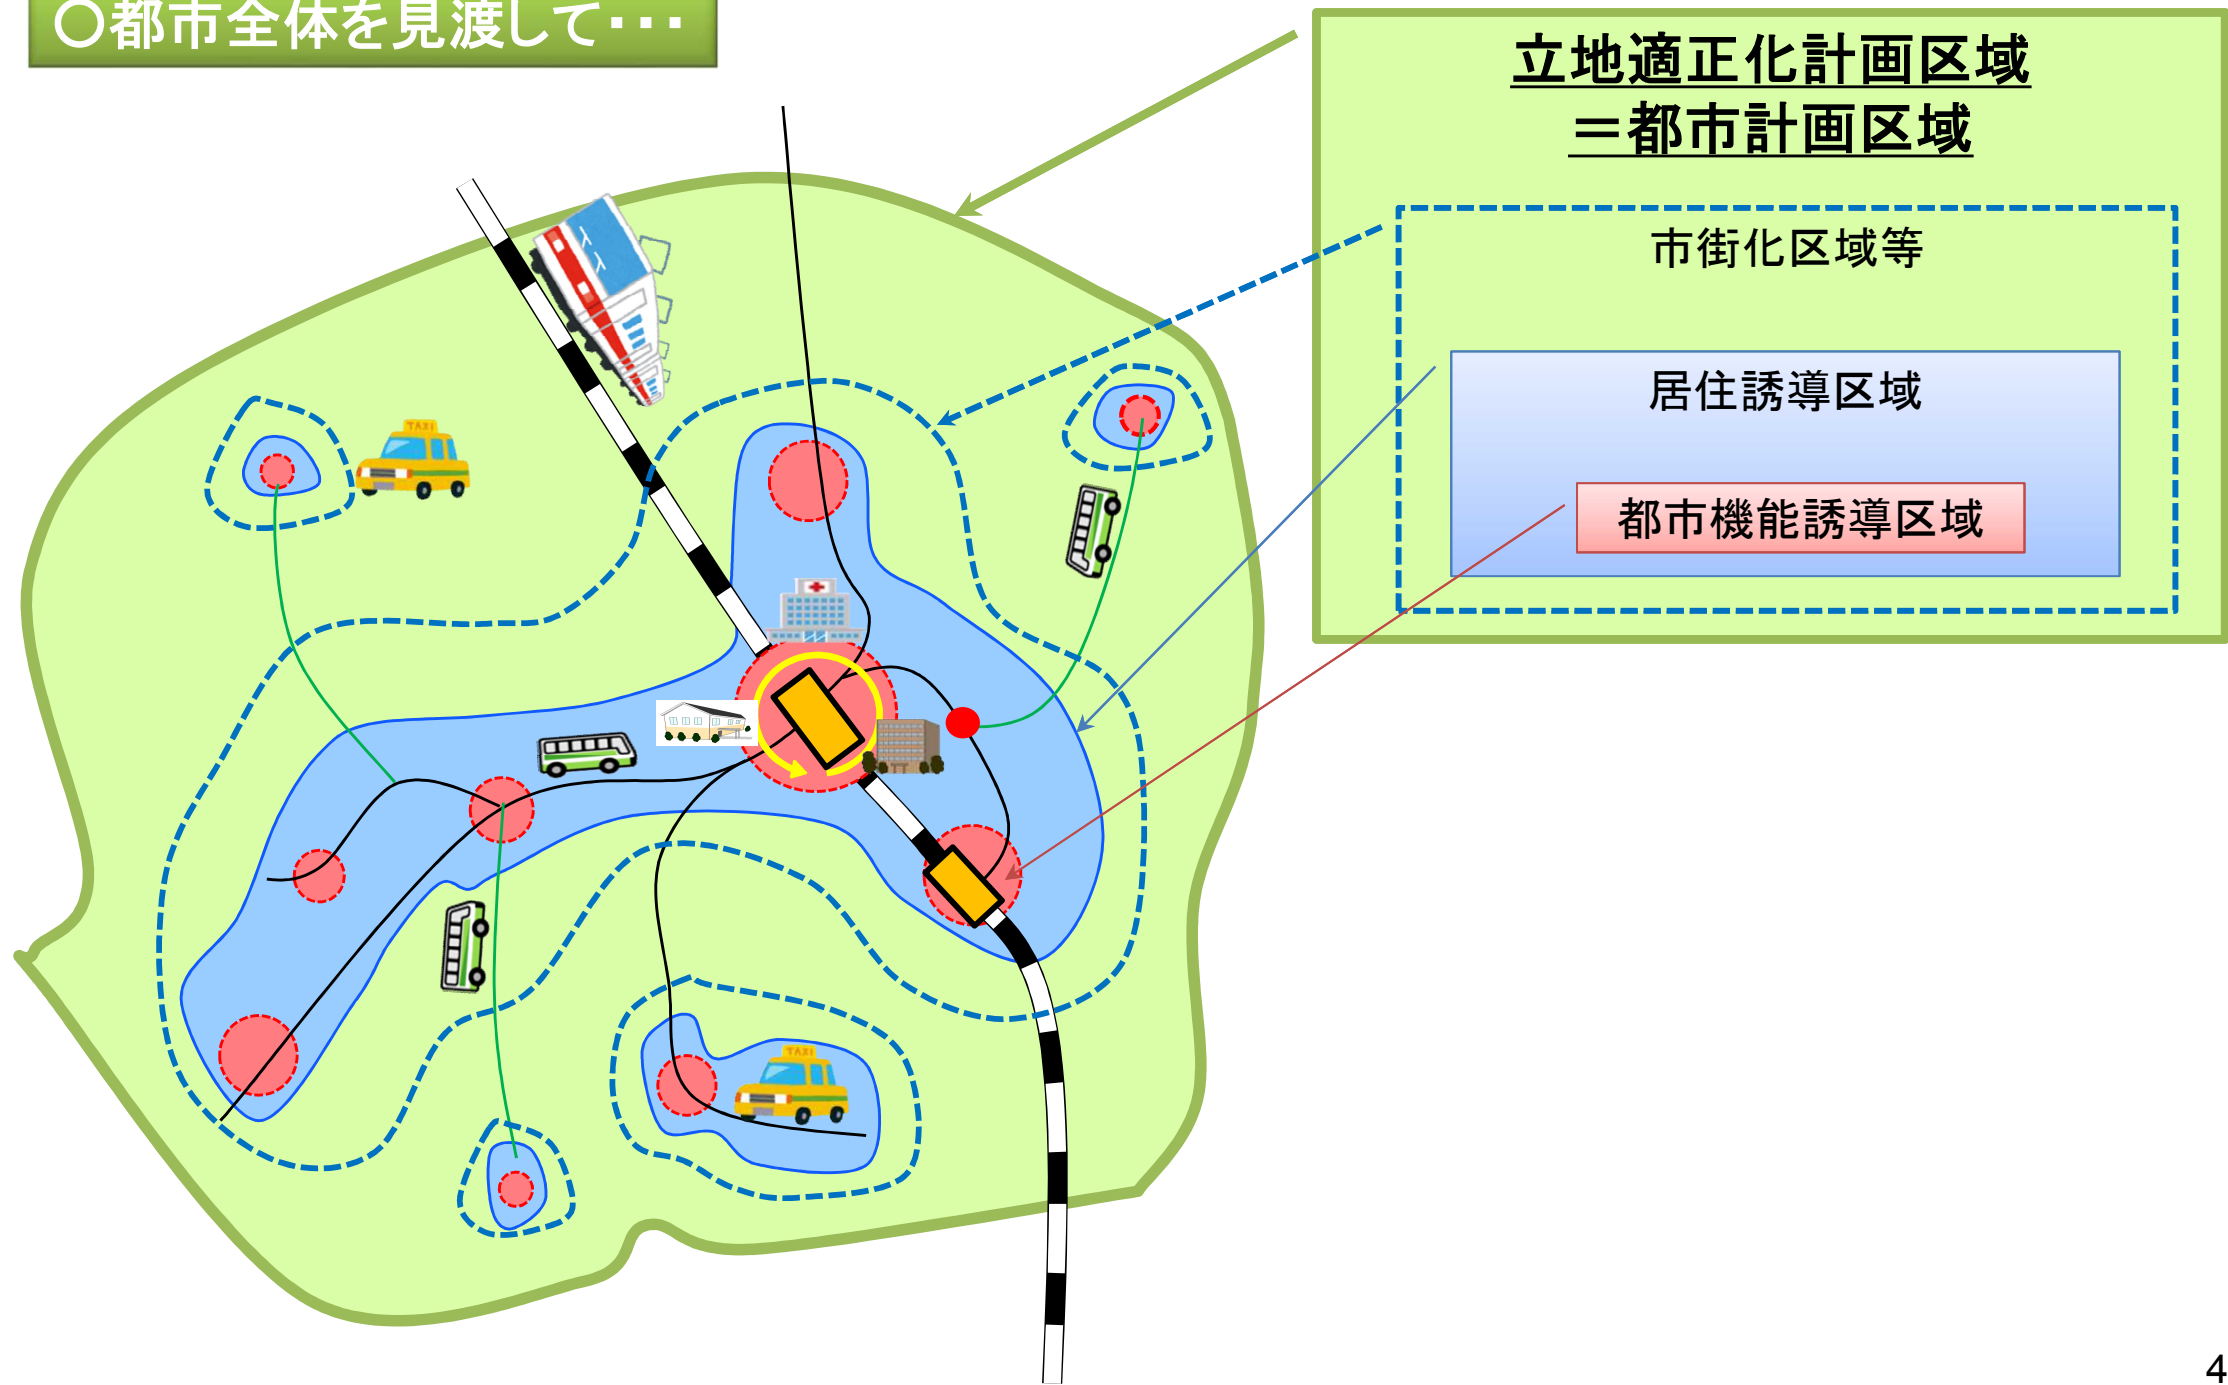 ○都市全体を見渡して･･･
立地適正化計画区域
＝都市計画区域
市街化区域等
居住誘導区域
都市機能誘導区域
TAXI
TAXI
4